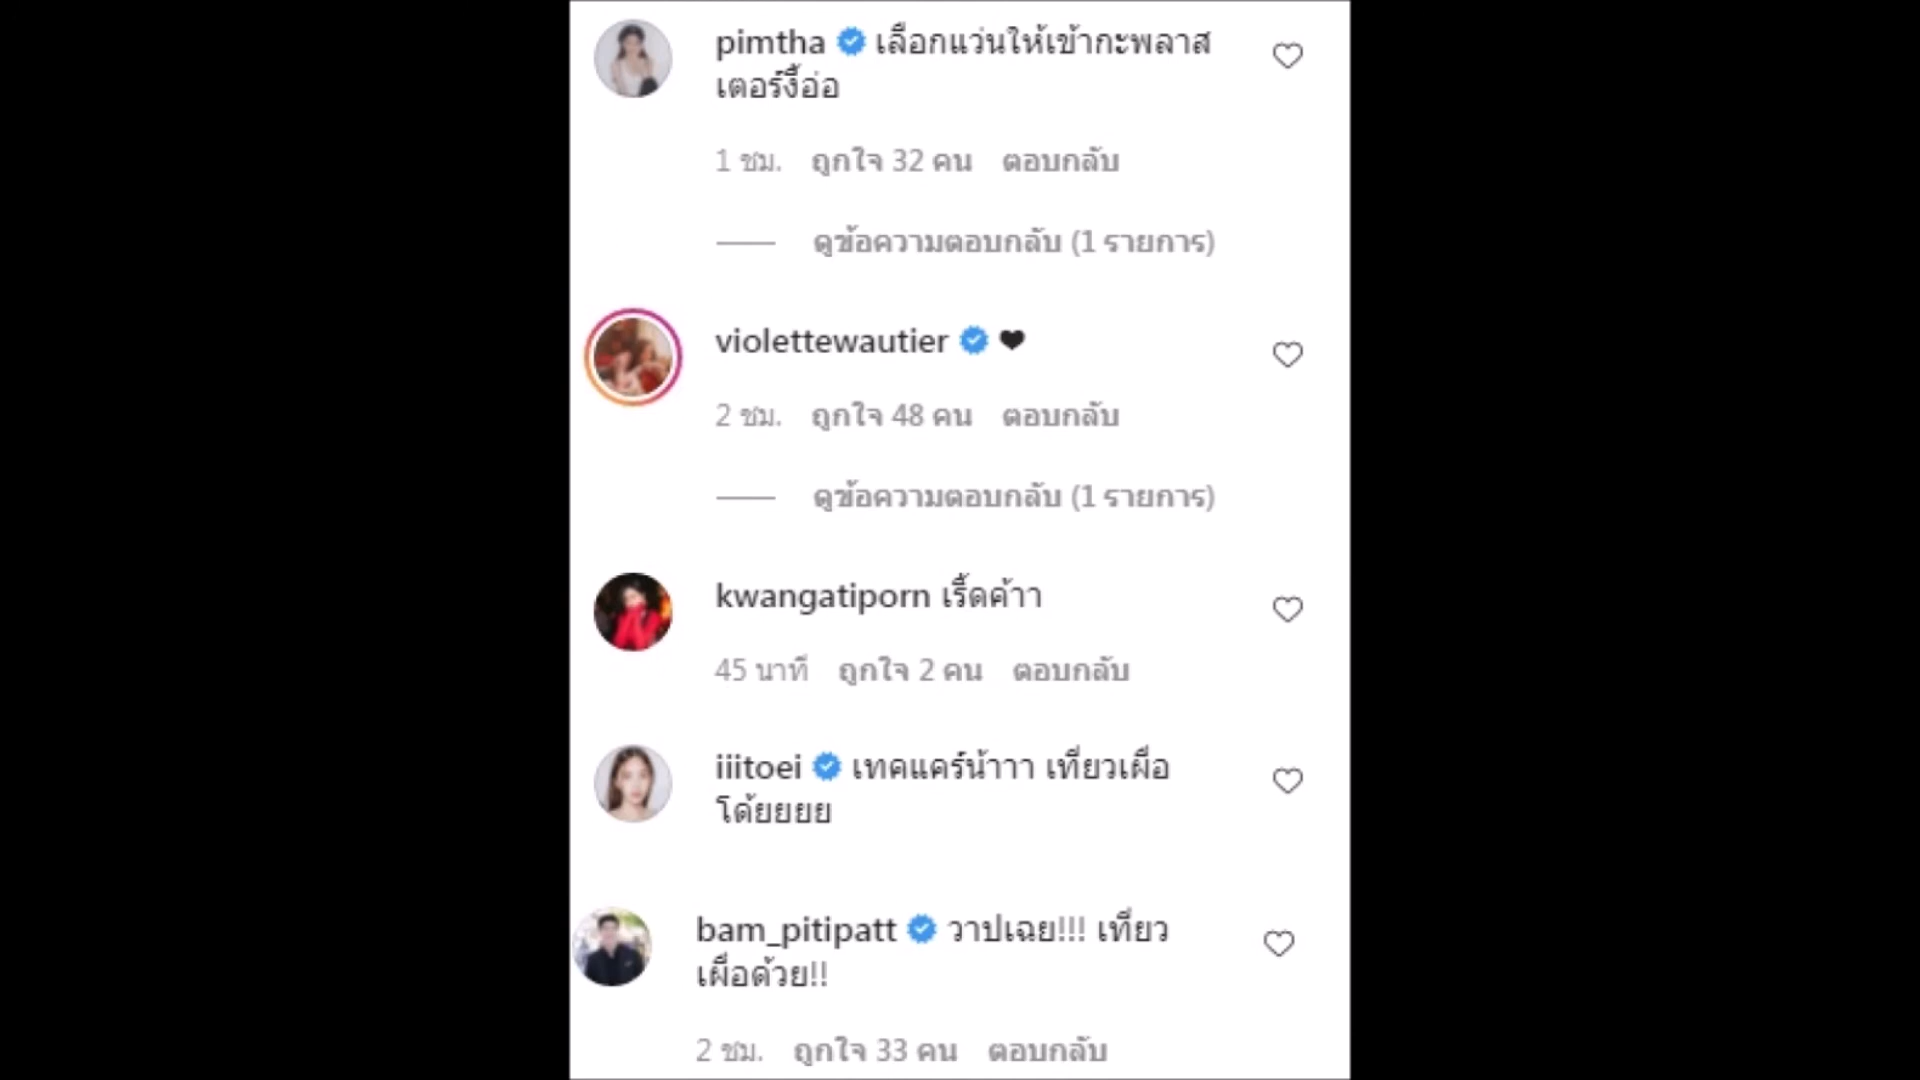 pimtha เลือกแว่นให้เข้ากะพลาส
เตอร์งี้อ่อ
1 ชม. ถูกใจ 32 คน ตอบกลับ
ดูข้อความตอบกลับ (1 รายการ)
violettewautier 🖤
2 ชม. ถูกใจ 48 คน ตอบกลับ
ดูข้อความตอบกลับ (1 รายการ)
kwangatiporn เริ้ดค้าา
45 นาที ถูกใจ 2 คน ตอบกลับ
iiitoei เทคแคร์น้าาา เที่ยวเผื่อ
โด้ยยยย
bam_pitipatt วาปเฉย!!! เที่ยว
เผื่อด้วย!!
2 ชม. ถูกใจ 33 คน ตอบกลับ